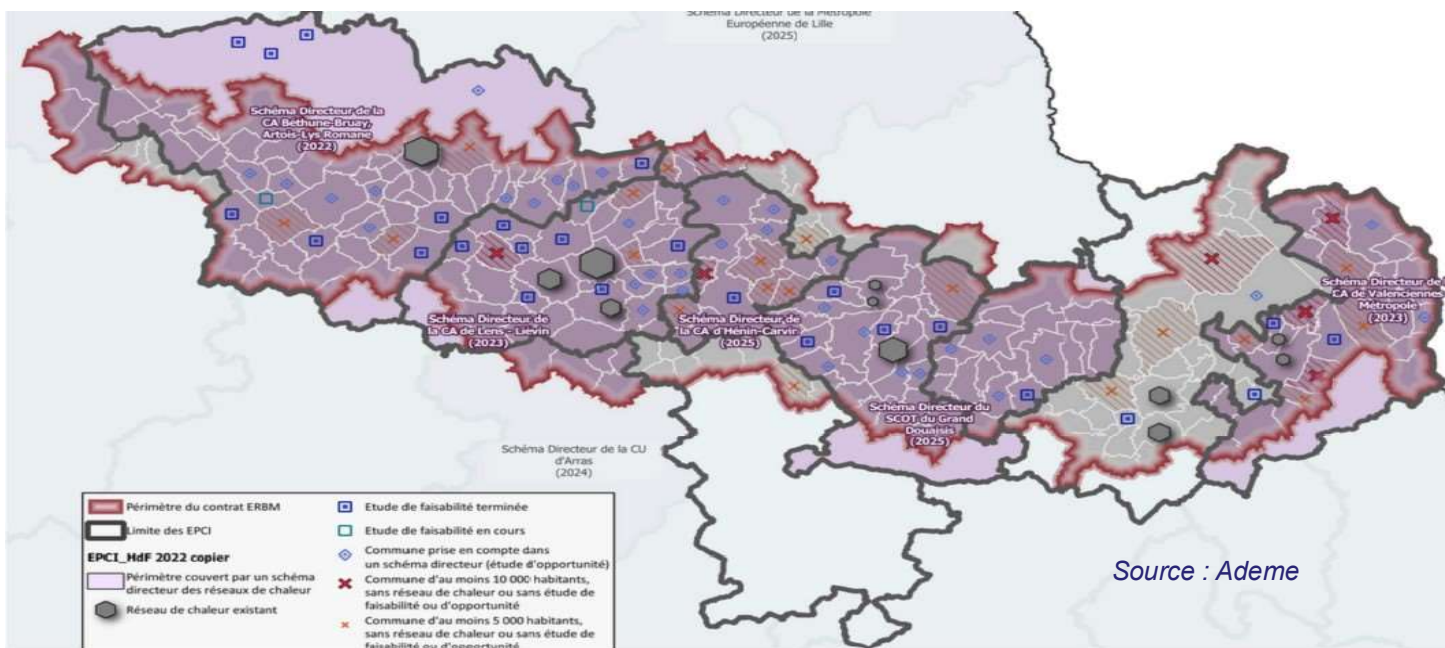 Schéma Directeur de la Métropole
Européenne de Lille
(2025)
Schéma Directeur de la
CA Béthune-Bruay,
Artois-Lys Romane
(2022)
Schéma Directeur de
la CA de Lens - Liévin
(2023)
Schéma Directeur de
la CA d'Hénin-Carvin
(2025)
Schéma Directeur de
CA de Valenciennes
Métropole
(2023)
Schéma Directeur du
SCOT du Grand
Douaisis
(2025)
Schéma Directeur de la CU
d'Arras
(2024)
Source : Ademe
Périmètre du contrat ERBM
Limite des EPCI
EPCI_HdF 2022 copier
Périmètre couvert par un schéma
directeur des réseaux de chaleur
Réseau de chaleur existant
Etude de faisabilité terminée
Etude de faisabilité en cours
Commune prise en compte dans
un schéma directeur (étude d'opportunité)
Commune d'au moins 10 000 habitants,
sans réseau de chaleur ou sans étude de
faisabilité ou d'opportunité
Commune d'au moins 5 000 habitants,
sans réseau de chaleur ou sans étude de
faisabilité ou d'opportunité